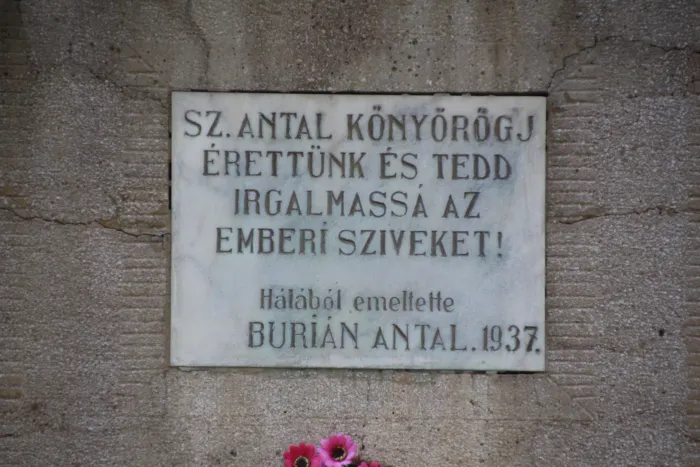 SZ. ANTAL KÖNYÖRÖGJ
ÉRETTÜNK ÉS TEDD
IRGALMASSÁ AZ
EMBERI SZIVEKET!
Hálából emeltette
BURIÁN ANTAL. 1937.